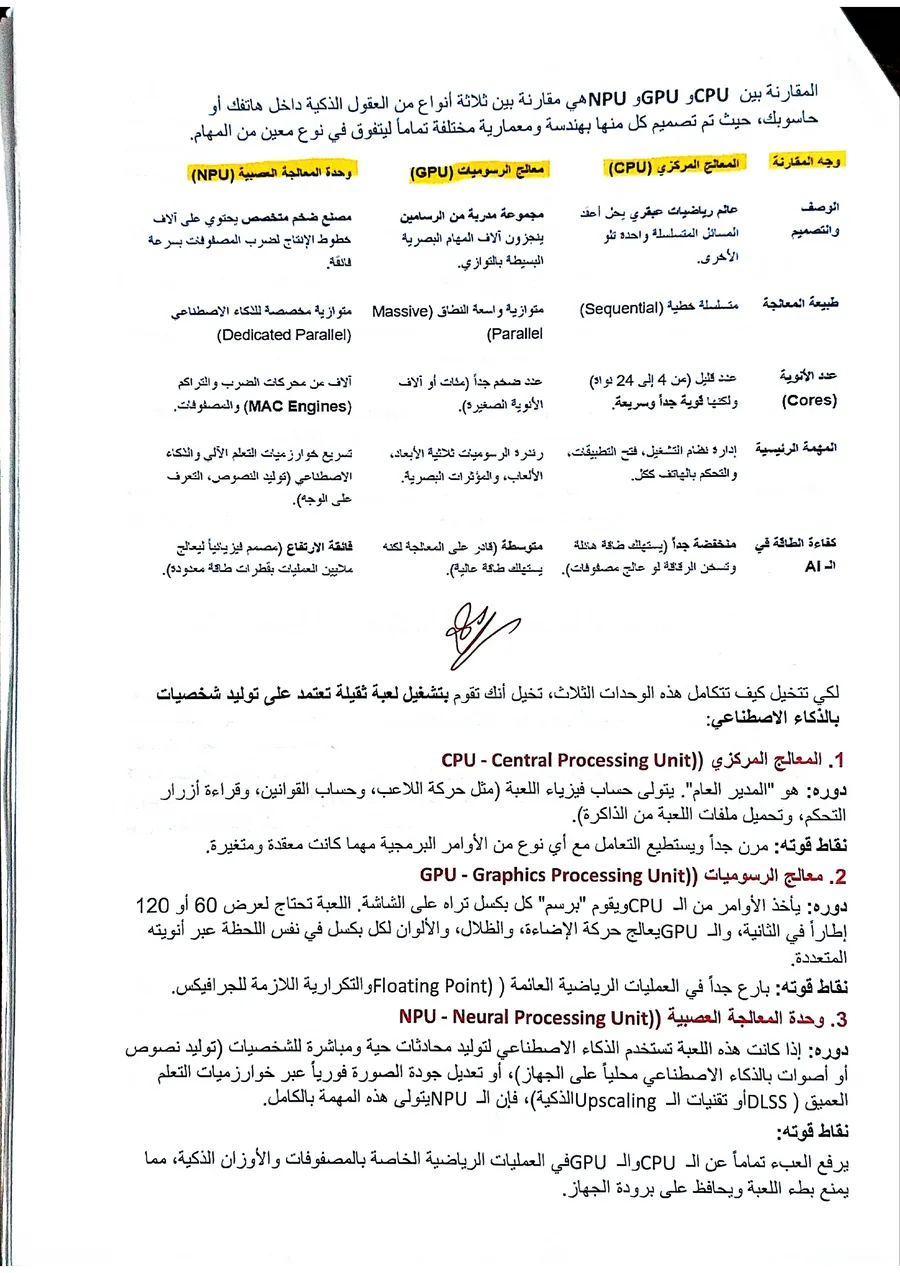 المقارنة بين CPU و GPU و NPU هي مقارنة بين ثلاثة أنواع من العقول الذكية داخل هاتفك أو
حاسوبك، حيث تم تصميم كل منها بهندسة ومعمارية مختلفة تماماً ليتفوق في نوع معين من المهام.
وجه المقارنة المعالج المركزي (CPU) معالج الرسوميات (GPU) وحدة المعالجة العصبية (NPU)
الوصف عالم رياضيات عبقري يحل أعقد مجموعة مدربة من الرسامين مصنع ضخم متخصص يحتوي على آلاف
والتصميم المسائل المتسلسلة واحدة تلو ينجزون آلاف المهام البصرية خطوط الإنتاج لضرب المصفوفات بسرعة
الأخرى. البسيطة بالتوازي. فائقة.
طبيعة المعالجة متسلسلة خطية (Sequential) متوازية واسعة النطاق (Massive متوازية مخصصة للذكاء الاصطناعي
Parallel) (Dedicated Parallel)
عدد الأنوية عدد قليل (من 4 إلى 24 نواة) عدد ضخم جداً (مئات أو آلاف آلاف من محركات الضرب والتراكم
(Cores) ولكنها قوية جداً وسريعة. الأنوية الصغيرة). (MAC Engines) والمصفوفات.
المهمة الرئيسية إدارة نظام التشغيل، فتح التطبيقات، رندرة الرسوميات ثلاثية الأبعاد، تسريع خوارزميات التعلم الآلي والذكاء
والتحكم بالهاتف ككل. الألعاب، والمؤثرات البصرية. الاصطناعي (توليد النصوص، التعرف
على الوجه).
كفاءة الطاقة في منخفضة جداً (يستهلك طاقة هائلة متوسطة (قادر على المعالجة لكنه فائقة الارتفاع (مصمم فيزيائياً ليعالج
الـ AI وتسخن الرقاقة لو عالج مصفوفات). يستهلك طاقة عالية). ملايين العمليات بقطرات طاقة معدودة).
لكي تتخيل كيف تتكامل هذه الوحدات الثلاث، تخيل أنك تقوم بتشغيل لعبة ثقيلة تعتمد على توليد شخصيات
بالذكاء الاصطناعي:
1. المعالج المركزي ((CPU - Central Processing Unit
دوره: هو "المدير العام". يتولى حساب فيزياء اللعبة (مثل حركة اللاعب، وحساب القوانين، وقراءة أزرار
التحكم، وتحميل ملفات اللعبة من الذاكرة).
نقاط قوته: مرن جداً ويستطيع التعامل مع أي نوع من الأوامر البرمجية مهما كانت معقدة ومتغيرة.
2. معالج الرسوميات ((GPU - Graphics Processing Unit
دوره: يأخذ الأوامر من الـ CPUويقوم "برسم" كل بكسل تراه على الشاشة. اللعبة تحتاج لعرض 60 أو 120
إطاراً في الثانية، والـ GPUيعالج حركة الإضاءة، والظلال، والألوان لكل بكسل في نفس اللحظة عبر أنويته
المتعددة.
نقاط قوته: بارع جداً في العمليات الرياضية العائمة ( (Floating Pointوالتكرارية اللازمة للجرافيكس.
3. وحدة المعالجة العصبية ((NPU - Neural Processing Unit
دوره: إذا كانت هذه اللعبة تستخدم الذكاء الاصطناعي لتوليد محادثات حية ومباشرة للشخصيات (توليد نصوص
أو أصوات بالذكاء الاصطناعي محلياً على الجهاز)، أو تعديل جودة الصورة فورياً عبر خوارزميات التعلم
العميق ( DLSSأو تقنيات الـ Upscalingالذكية)، فإن الـ NPUيتولى هذه المهمة بالكامل.
نقاط قوته:
يرفع العبء تماماً عن الـ CPUوالـ GPUفي العمليات الرياضية الخاصة بالمصفوفات والأوزان الذكية، مما
يمنع بطء اللعبة ويحافظ على برودة الجهاز.